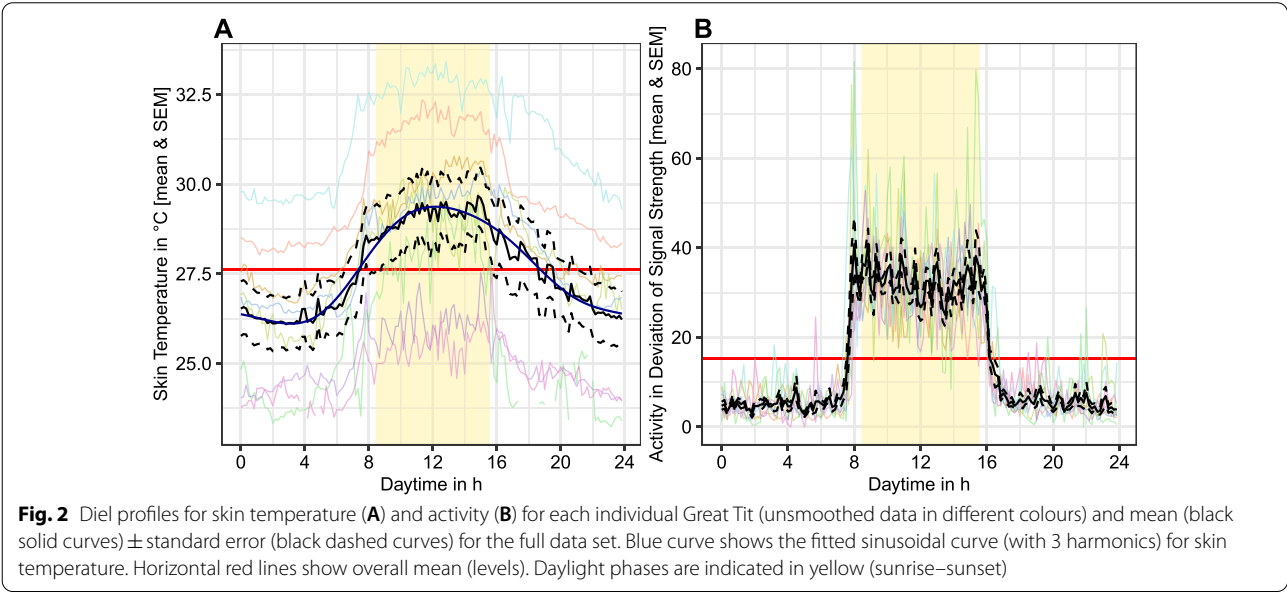 A
B
Skin Temperature in °C [mean & SEM]
32.5
30.0
27.5
25.0
0 4 8 12 16 20 24
Daytime in h
Activity in Deviation of Signal Strength [mean & SEM]
80
60
40
20
0
0 4 8 12 16 20 24
Daytime in h
Fig. 2 Diel profiles for skin temperature (A) and activity (B) for each individual Great Tit (unsmoothed data in different colours) and mean (black
solid curves) ± standard error (black dashed curves) for the full data set. Blue curve shows the fitted sinusoidal curve (with 3 harmonics) for skin
temperature. Horizontal red lines show overall mean (levels). Daylight phases are indicated in yellow (sunrise–sunset)